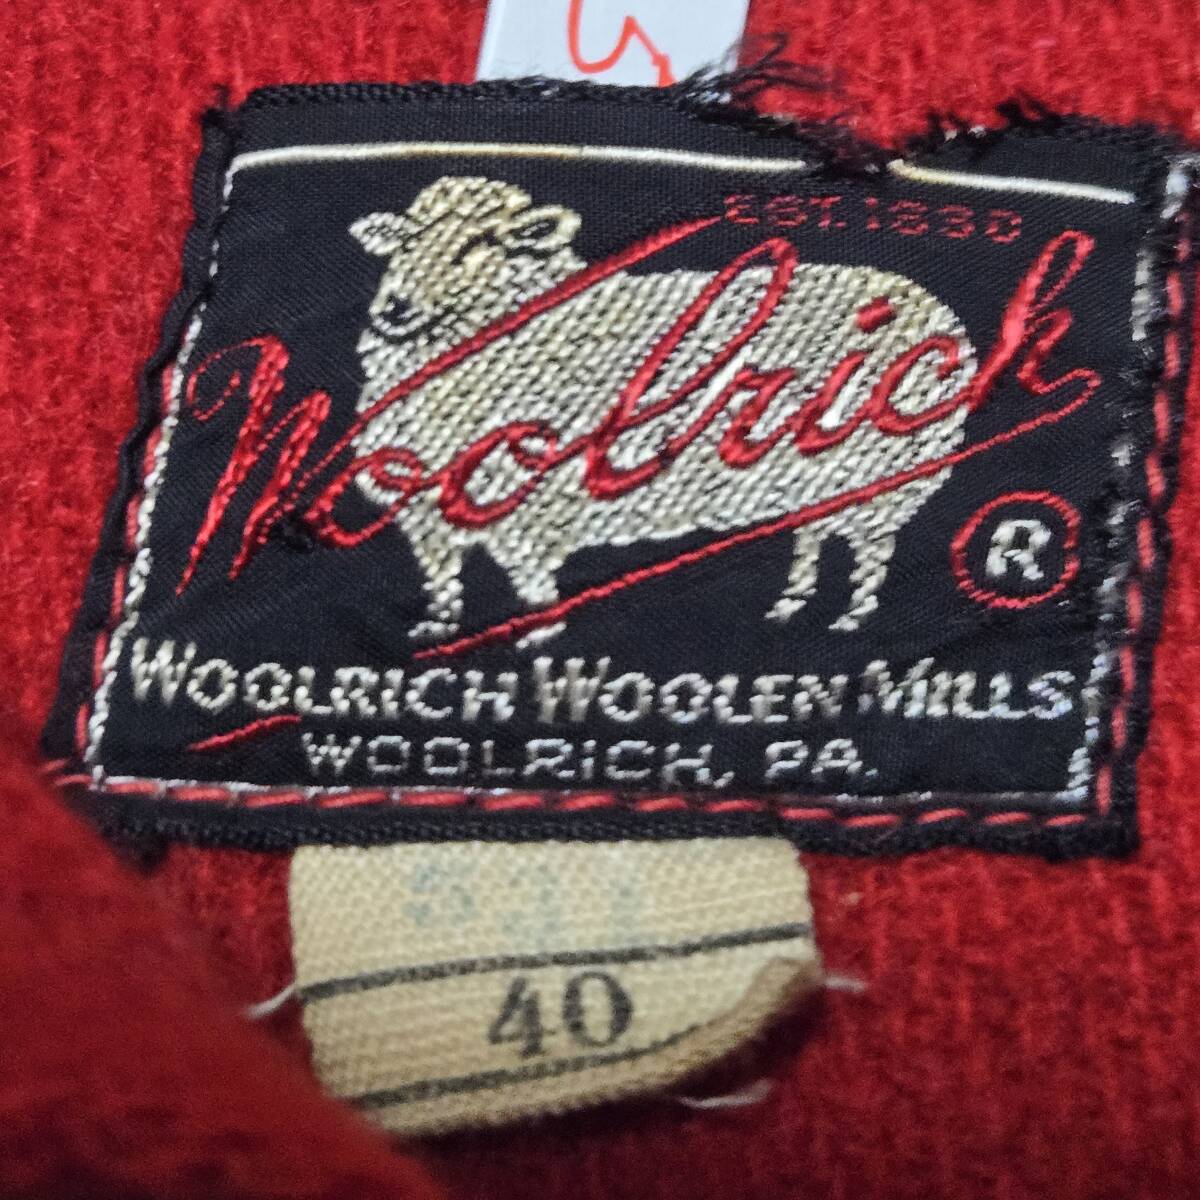 EST. 1830
Woolrich
R
WOOLRICH WOOLEN MILLS
WOOLRICH, PA.
40